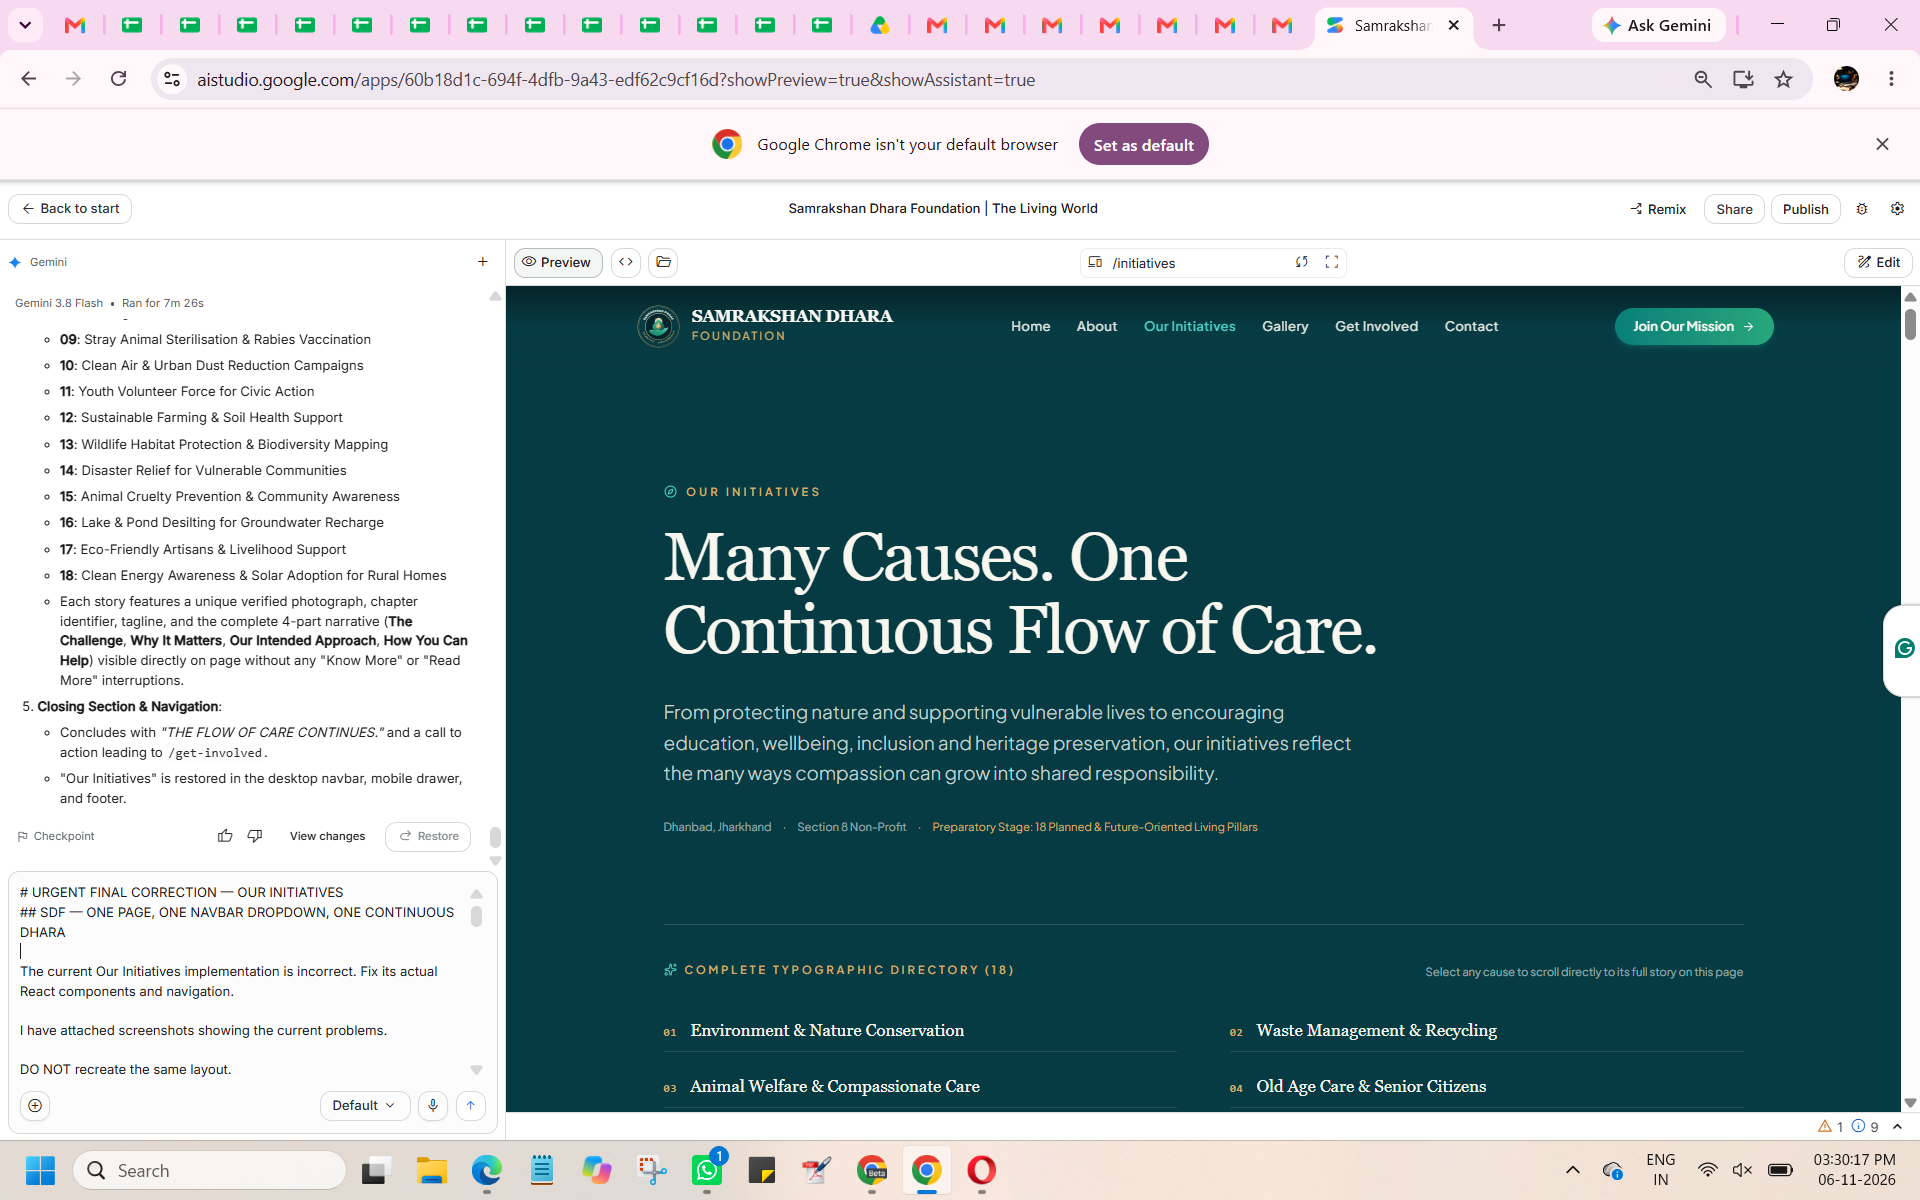 Samrakshan
Ask Gemini
aistudio.google.com/apps/60b18d1c-694f-4dfb-9a43-edf62c9cf16d?showPreview=true&showAssistant=true
Google Chrome isn't your default browser
Set as default
Back to start
Samrakshan Dhara Foundation | The Living World
Remix
Share
Publish
Gemini
Preview
/initiatives
Edit
Gemini 3.8 Flash • Ran for 7m 26s
09: Stray Animal Sterilisation & Rabies Vaccination
10: Clean Air & Urban Dust Reduction Campaigns
11: Youth Volunteer Force for Civic Action
12: Sustainable Farming & Soil Health Support
13: Wildlife Habitat Protection & Biodiversity Mapping
14: Disaster Relief for Vulnerable Communities
15: Animal Cruelty Prevention & Community Awareness
16: Lake & Pond Desilting for Groundwater Recharge
17: Eco-Friendly Artisans & Livelihood Support
18: Clean Energy Awareness & Solar Adoption for Rural Homes
Each story features a unique verified photograph, chapter
identifier, tagline, and the complete 4-part narrative (The
Challenge, Why It Matters, Our Intended Approach, How You Can
Help) visible directly on page without any "Know More" or "Read
More" interruptions.
5. Closing Section & Navigation:
Concludes with "THE FLOW OF CARE CONTINUES." and a call to
action leading to /get-involved.
"Our Initiatives" is restored in the desktop navbar, mobile drawer,
and footer.
Checkpoint
View changes
Restore
# URGENT FINAL CORRECTION — OUR INITIATIVES
## SDF — ONE PAGE, ONE NAVBAR DROPDOWN, ONE CONTINUOUS
DHARA
The current Our Initiatives implementation is incorrect. Fix its actual
React components and navigation.
I have attached screenshots showing the current problems.
DO NOT recreate the same layout.
Default
SAMRAKSHAN DHARA
FOUNDATION
Home
About
Our Initiatives
Gallery
Get Involved
Contact
Join Our Mission
OUR INITIATIVES
Many Causes. One
Continuous Flow of Care.
From protecting nature and supporting vulnerable lives to encouraging
education, wellbeing, inclusion and heritage preservation, our initiatives reflect
the many ways compassion can grow into shared responsibility.
Dhanbad, Jharkhand · Section 8 Non-Profit · Preparatory Stage: 18 Planned & Future-Oriented Living Pillars
COMPLETE TYPOGRAPHIC DIRECTORY (18)
Select any cause to scroll directly to its full story on this page
01 Environment & Nature Conservation
02 Waste Management & Recycling
03 Animal Welfare & Compassionate Care
04 Old Age Care & Senior Citizens
1
9
Search
Beta
1
ENG
IN
03:30:17 PM
06-11-2026